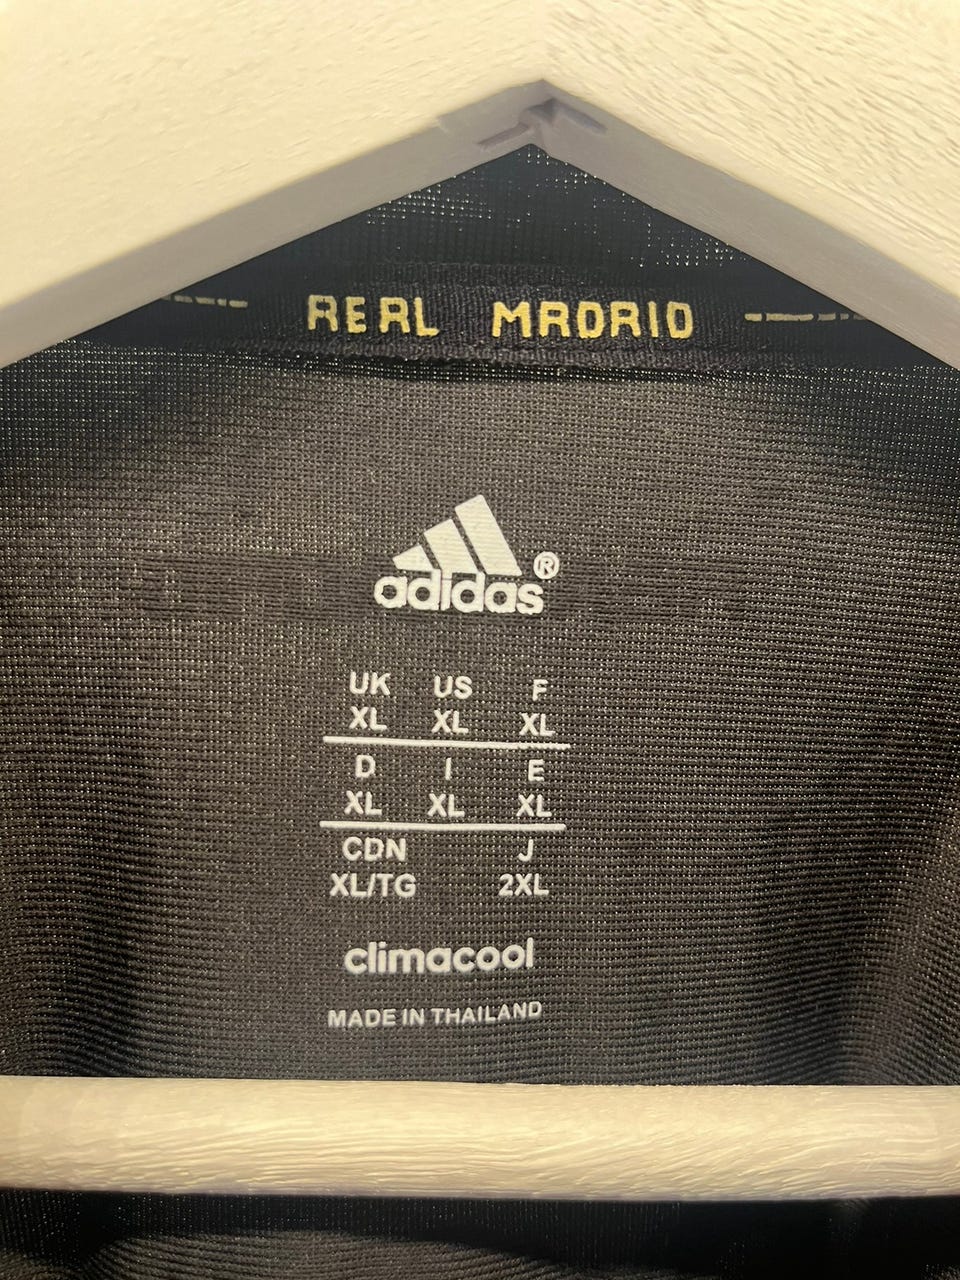 REAL MADRID
adidas®
UK US F
XL XL XL
D I E
XL XL XL
CDN J
XL/TG 2XL
climacool
MADE IN THAILAND